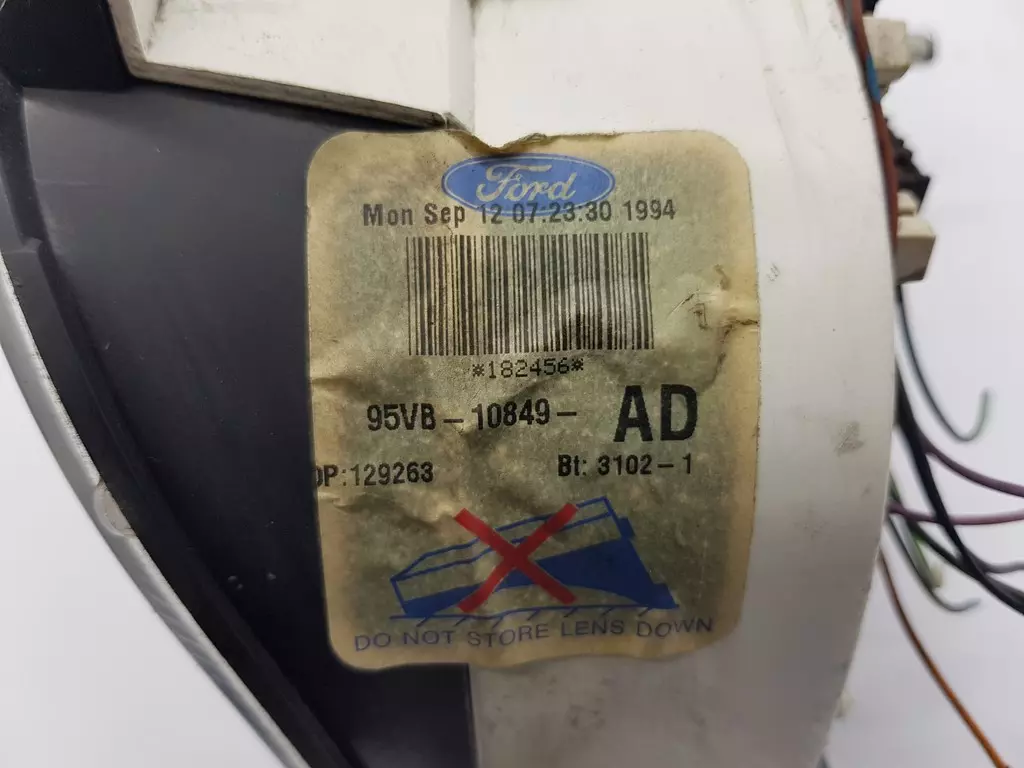 Ford
Mon Sep 12 07:23:30 1994
*182456*
95VB-10849- AD
OP:129263 Bt: 3102-1
DO NOT STORE LENS DOWN